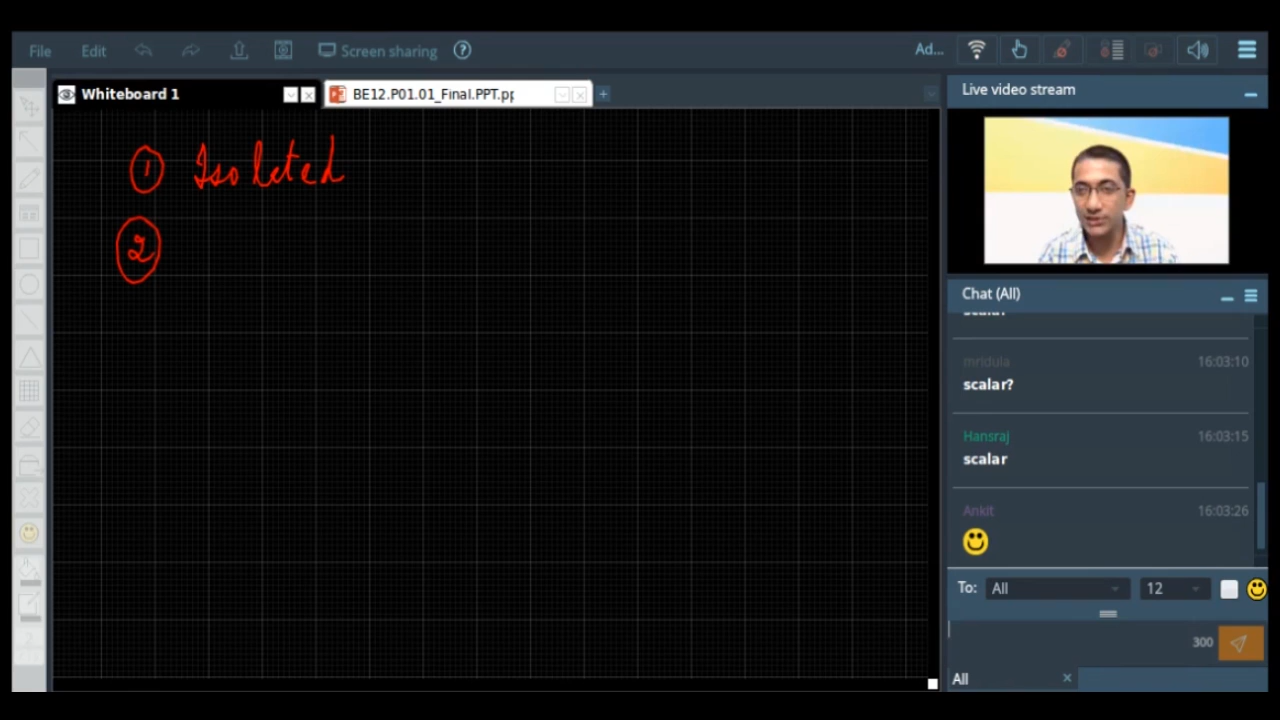 File Edit Screen sharing ? Ad...
Whiteboard 1 BE12.P01.01_Final.PPT.pp
Live video stream
① Isolated
②
Chat (All)
mridula 16:03:10
scalar?
Hansraj 16:03:15
scalar
Ankit 16:03:26
To: All 12
300
All